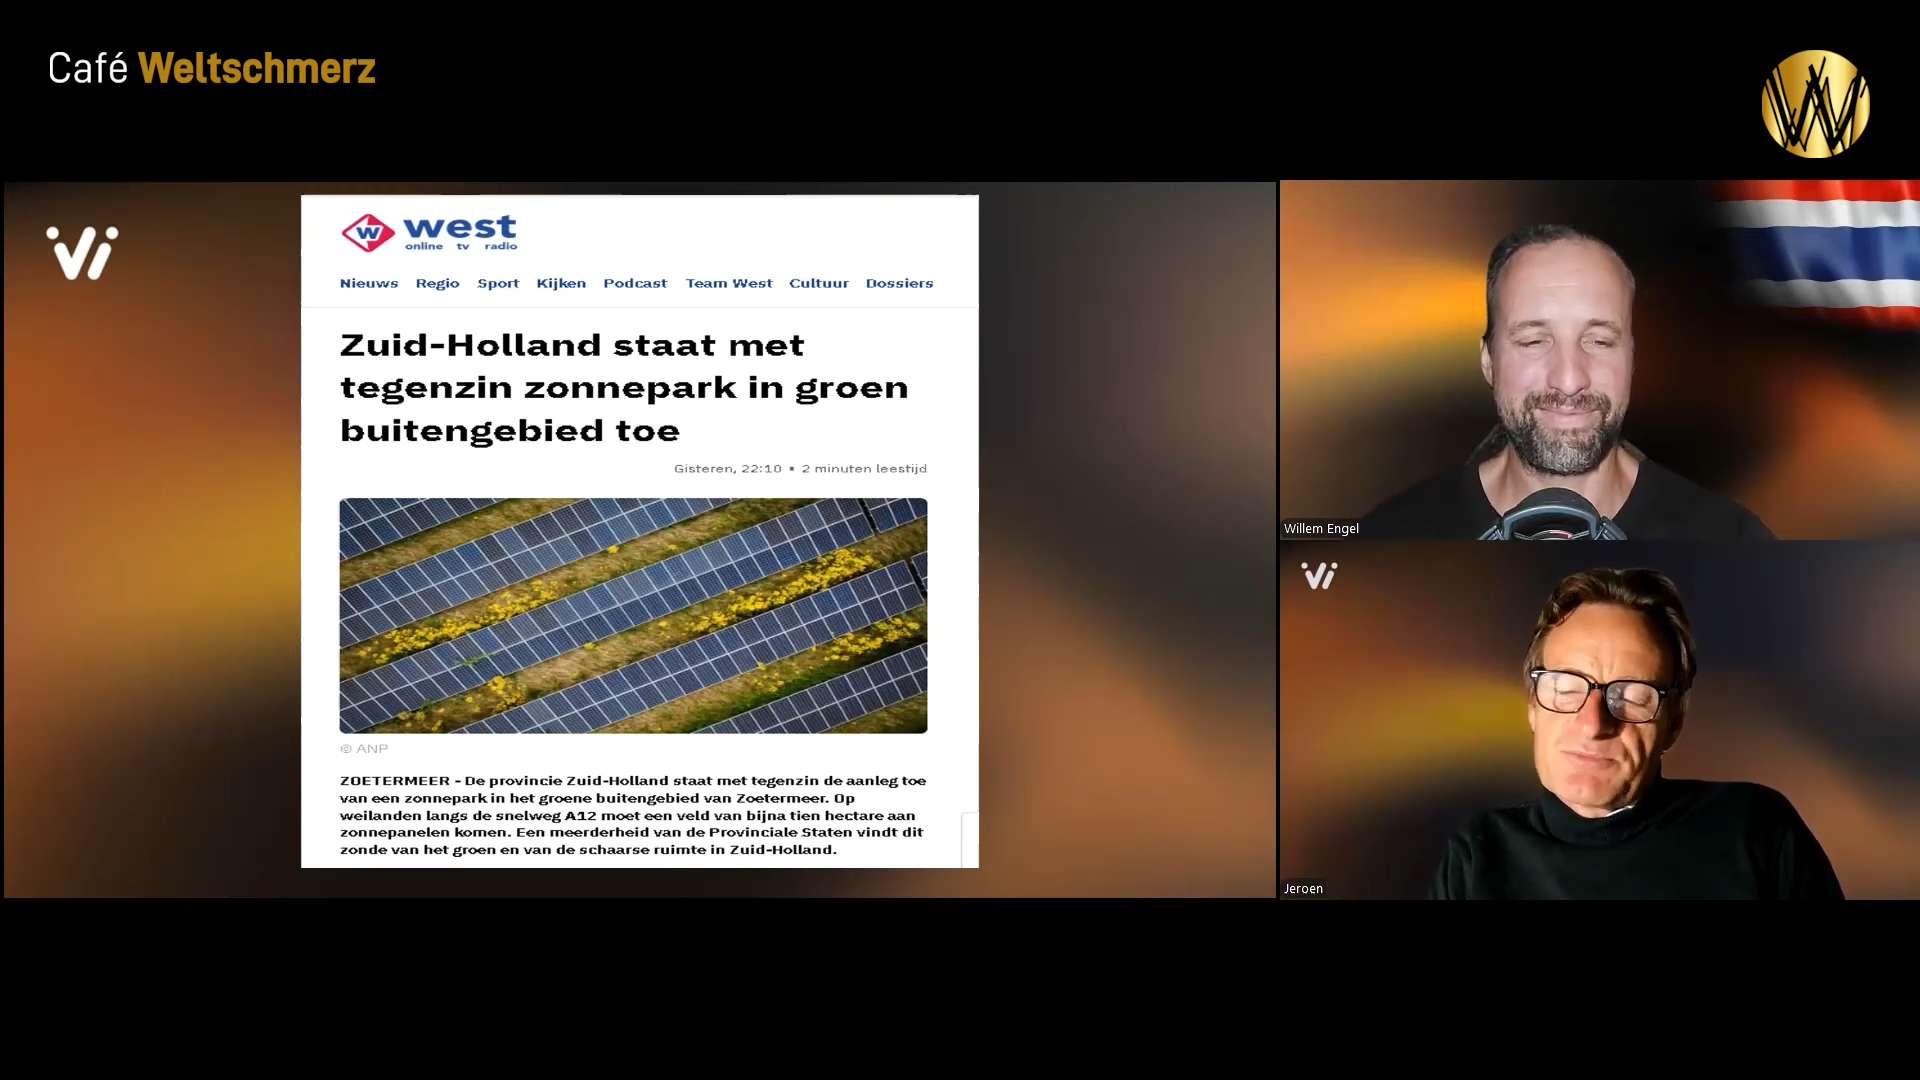 Café Weltschmerz
west
online tv radio
Nieuws Regio Sport Kijken Podcast Team West Cultuur Dossiers
Zuid-Holland staat met
tegenzin zonnepark in groen
buitengebied toe
Gisteren, 22:10 ▪ 2 minuten leestijd
© ANP
ZOETERMEER - De provincie Zuid-Holland staat met tegenzin de aanleg toe
van een zonnepark in het groene buitengebied van Zoetermeer. Op
weilanden langs de snelweg A12 moet een veld van bijna tien hectare aan
zonnepanelen komen. Een meerderheid van de Provinciale Staten vindt dit
zonde van het groen en van de schaarse ruimte in Zuid-Holland.
Willem Engel
Jeroen